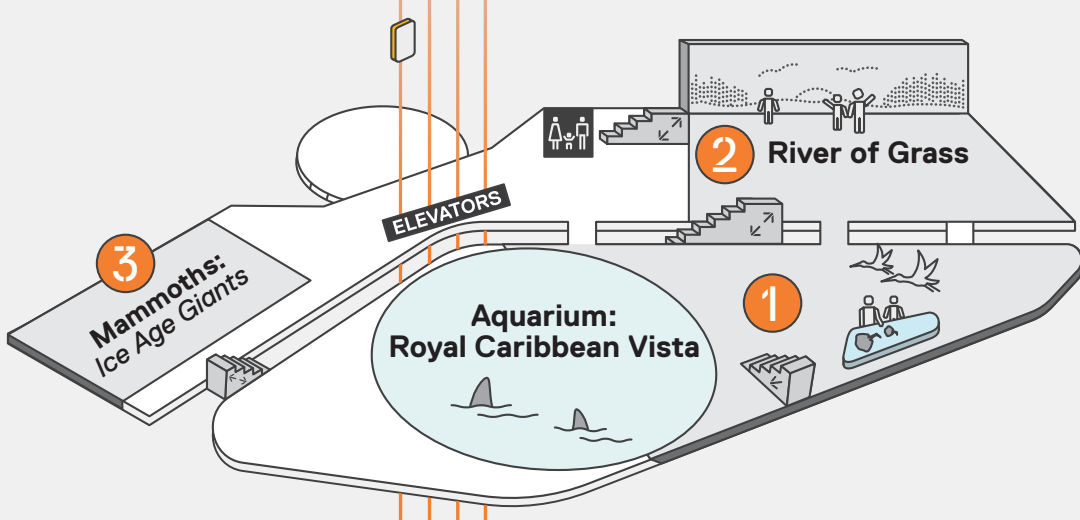 ELEVATORS
2 River of Grass
3
Mammoths:
Ice Age Giants
1
Aquarium:
Royal Caribbean Vista